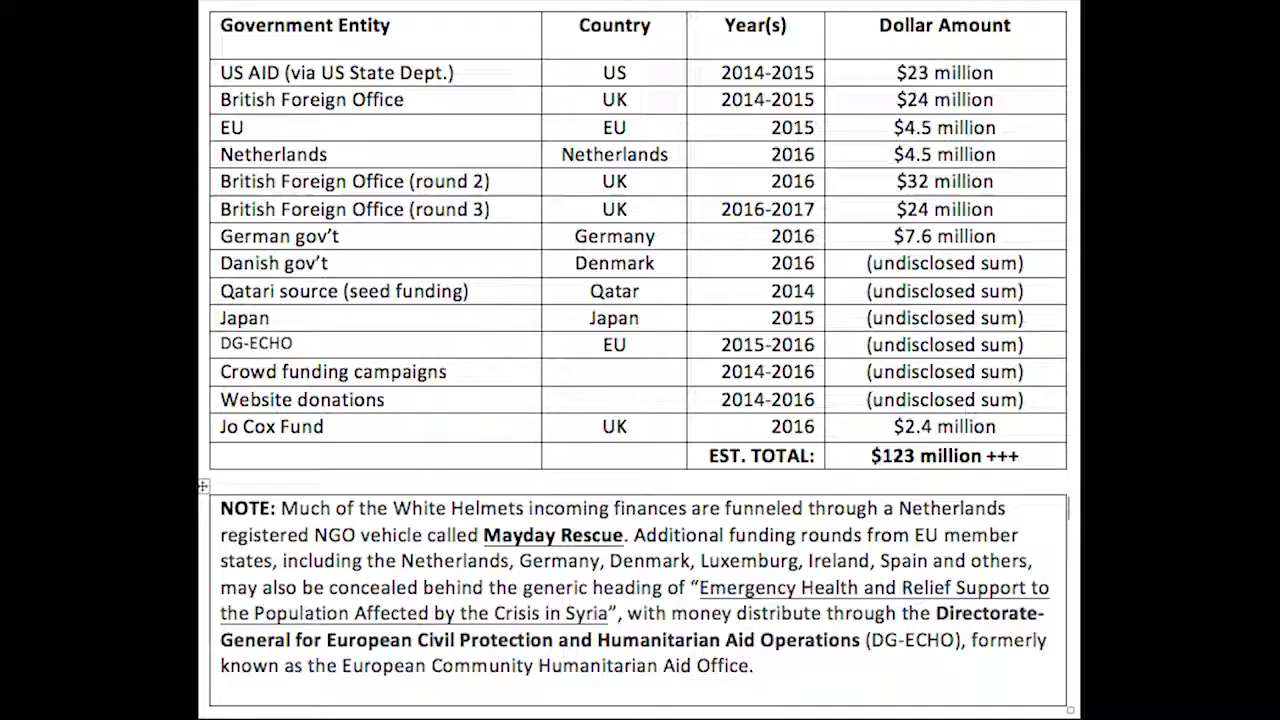 Government Entity Country Year(s) Dollar Amount
US AID (via US State Dept.) US 2014-2015 $23 million
British Foreign Office UK 2014-2015 $24 million
EU EU 2015 $4.5 million
Netherlands Netherlands 2016 $4.5 million
British Foreign Office (round 2) UK 2016 $32 million
British Foreign Office (round 3) UK 2016-2017 $24 million
German gov’t Germany 2016 $7.6 million
Danish gov’t Denmark 2016 (undisclosed sum)
Qatari source (seed funding) Qatar 2014 (undisclosed sum)
Japan Japan 2015 (undisclosed sum)
DG-ECHO EU 2015-2016 (undisclosed sum)
Crowd funding campaigns 2014-2016 (undisclosed sum)
Website donations 2014-2016 (undisclosed sum)
Jo Cox Fund UK 2016 $2.4 million
EST. TOTAL: $123 million +++
NOTE: Much of the White Helmets incoming finances are funneled through a Netherlands
registered NGO vehicle called Mayday Rescue. Additional funding rounds from EU member
states, including the Netherlands, Germany, Denmark, Luxemburg, Ireland, Spain and others,
may also be concealed behind the generic heading of “Emergency Health and Relief Support to
the Population Affected by the Crisis in Syria”, with money distribute through the Directorate-
General for European Civil Protection and Humanitarian Aid Operations (DG-ECHO), formerly
known as the European Community Humanitarian Aid Office.